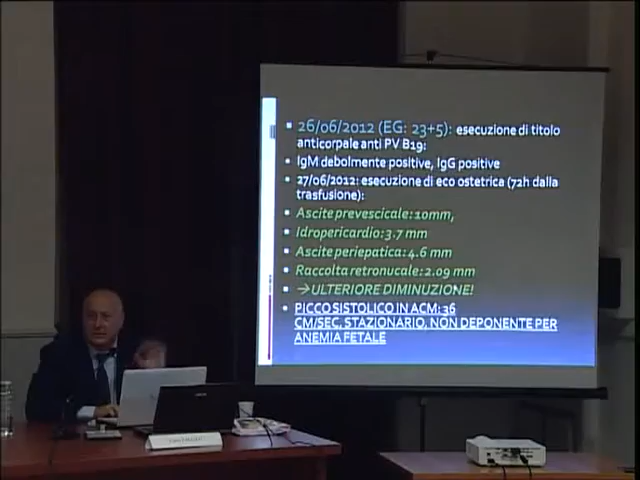 26/06/2012 (EG: 23+5): esecuzione di titolo
anticorpale anti PV B19:
IgM debolmente positive, IgG positive
27/06/2012: esecuzione di eco ostetrica (72h dalla
trasfusione):
Ascite prevescicale: 10mm,
Idropericardio: 3.7 mm
Ascite periepatica: 4.6 mm
Raccolta retronucale: 2.09 mm
→ULTERIORE DIMINUZIONE!
PICCO SISTOLICO IN ACM: 36
CM/SEC, STAZIONARIO, NON DEPONENTE PER
ANEMIA FETALE